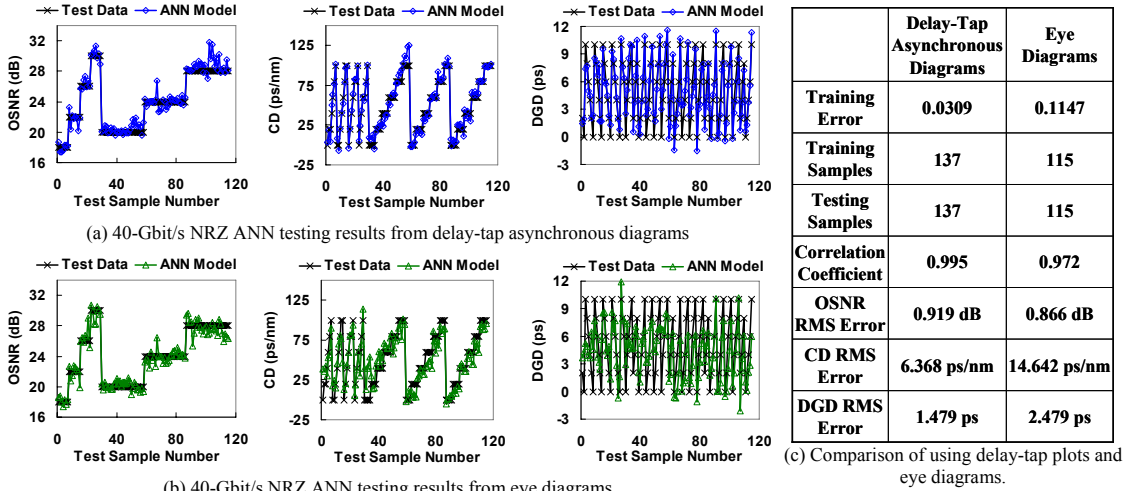 Test Data ANN Model
Test Data ANN Model
Test Data ANN Model
OSNR (dB)
32
28
24
20
16
0 40 80 120
Test Sample Number
CD (ps/nm)
125
75
25
-25
0 40 80 120
Test Sample Number
DGD (ps)
12
9
6
3
0
-3
0 40 80 120
Test Sample Number
(a) 40-Gbit/s NRZ ANN testing results from delay-tap asynchronous diagrams
Test Data ANN Model
Test Data ANN Model
Test Data ANN Model
OSNR (dB)
32
28
24
20
16
0 40 80 120
Test Sample Number
CD (ps/nm)
125
75
25
-25
0 40 80 120
Test Sample Number
DGD (ps)
12
9
6
3
0
-3
0 40 80 120
Test Sample Number
(b) 40-Gbit/s NRZ ANN testing results from eye diagrams
Delay-Tap
Asynchronous
Diagrams
Eye
Diagrams
Training
Error
0.0309 0.1147
Training
Samples
137 115
Testing
Samples
137 115
Correlation
Coefficient
0.995 0.972
OSNR
RMS Error
0.919 dB 0.866 dB
CD RMS
Error
6.368 ps/nm 14.642 ps/nm
DGD RMS
Error
1.479 ps 2.479 ps
(c) Comparison of using delay-tap plots and
eye diagrams.